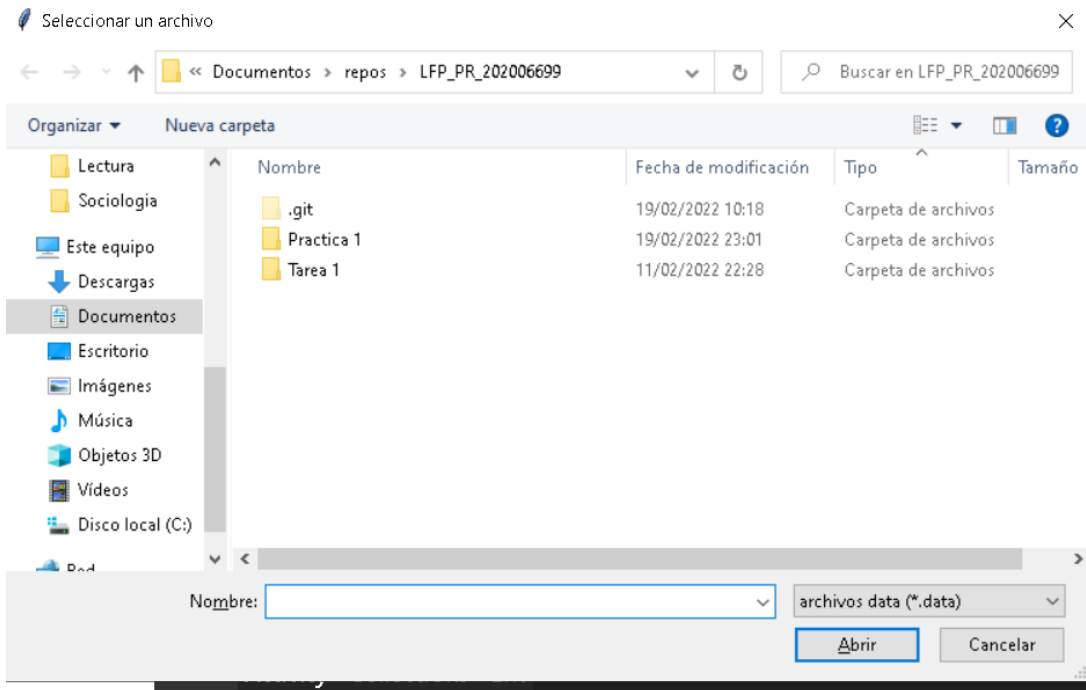 Seleccionar un archivo
« Documentos › repos › LFP_PR_202006699
Buscar en LFP_PR_202006699
Organizar
Nueva carpeta
Lectura
Sociologia
Este equipo
Descargas
Documentos
Escritorio
Imágenes
Música
Objetos 3D
Vídeos
Disco local (C:)
Red
Nombre Fecha de modificación Tipo Tamaño
.git 19/02/2022 10:18 Carpeta de archivos
Practica 1 19/02/2022 23:01 Carpeta de archivos
Tarea 1 11/02/2022 22:28 Carpeta de archivos
Nombre:
archivos data (*.data)
Abrir Cancelar